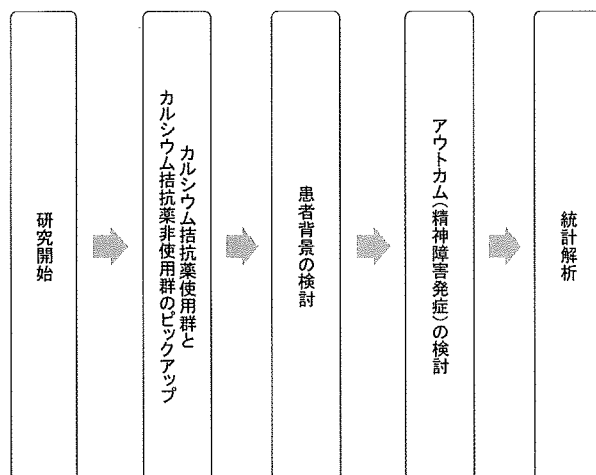 研究開始
カルシウム拮抗薬使用群と
カルシウム拮抗薬非使用群のピックアップ
患者背景の検討
アウトカム(精神障害発症)の検討
統計解析